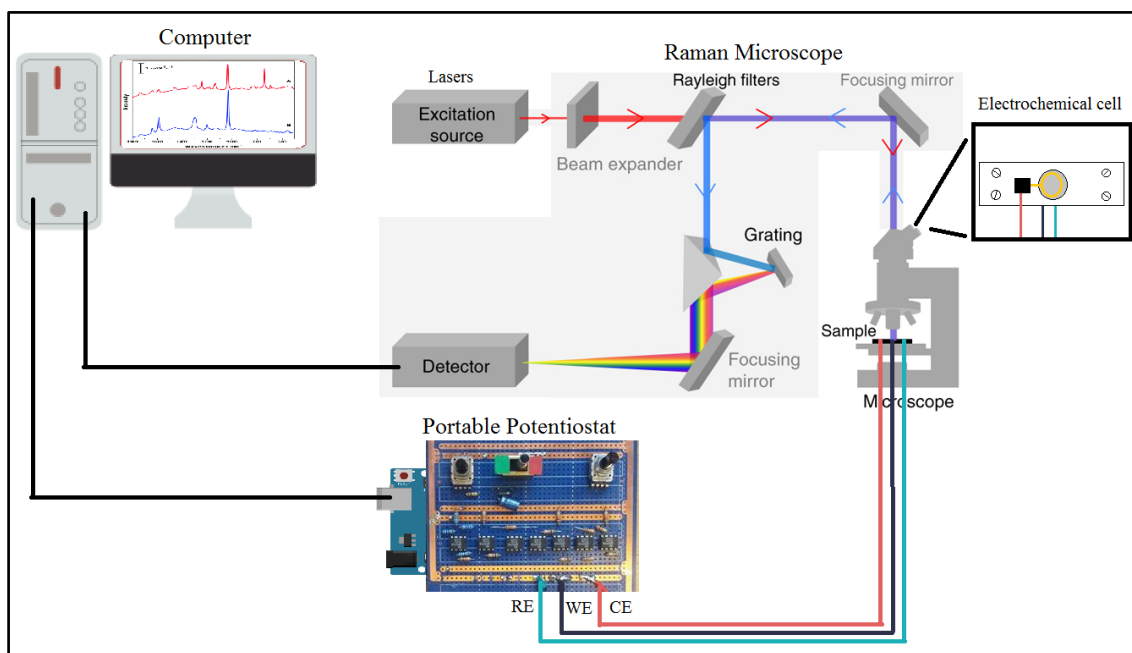 Computer
Raman Microscope
Lasers
Rayleigh filters
Focusing mirror
Electrochemical cell
Excitation
source
Beam expander
Grating
Sample
Detector
Focusing
mirror
Microscope
Portable Potentiostat
RE
WE
CE